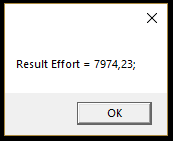 Result Effort = 7974,23;
OK